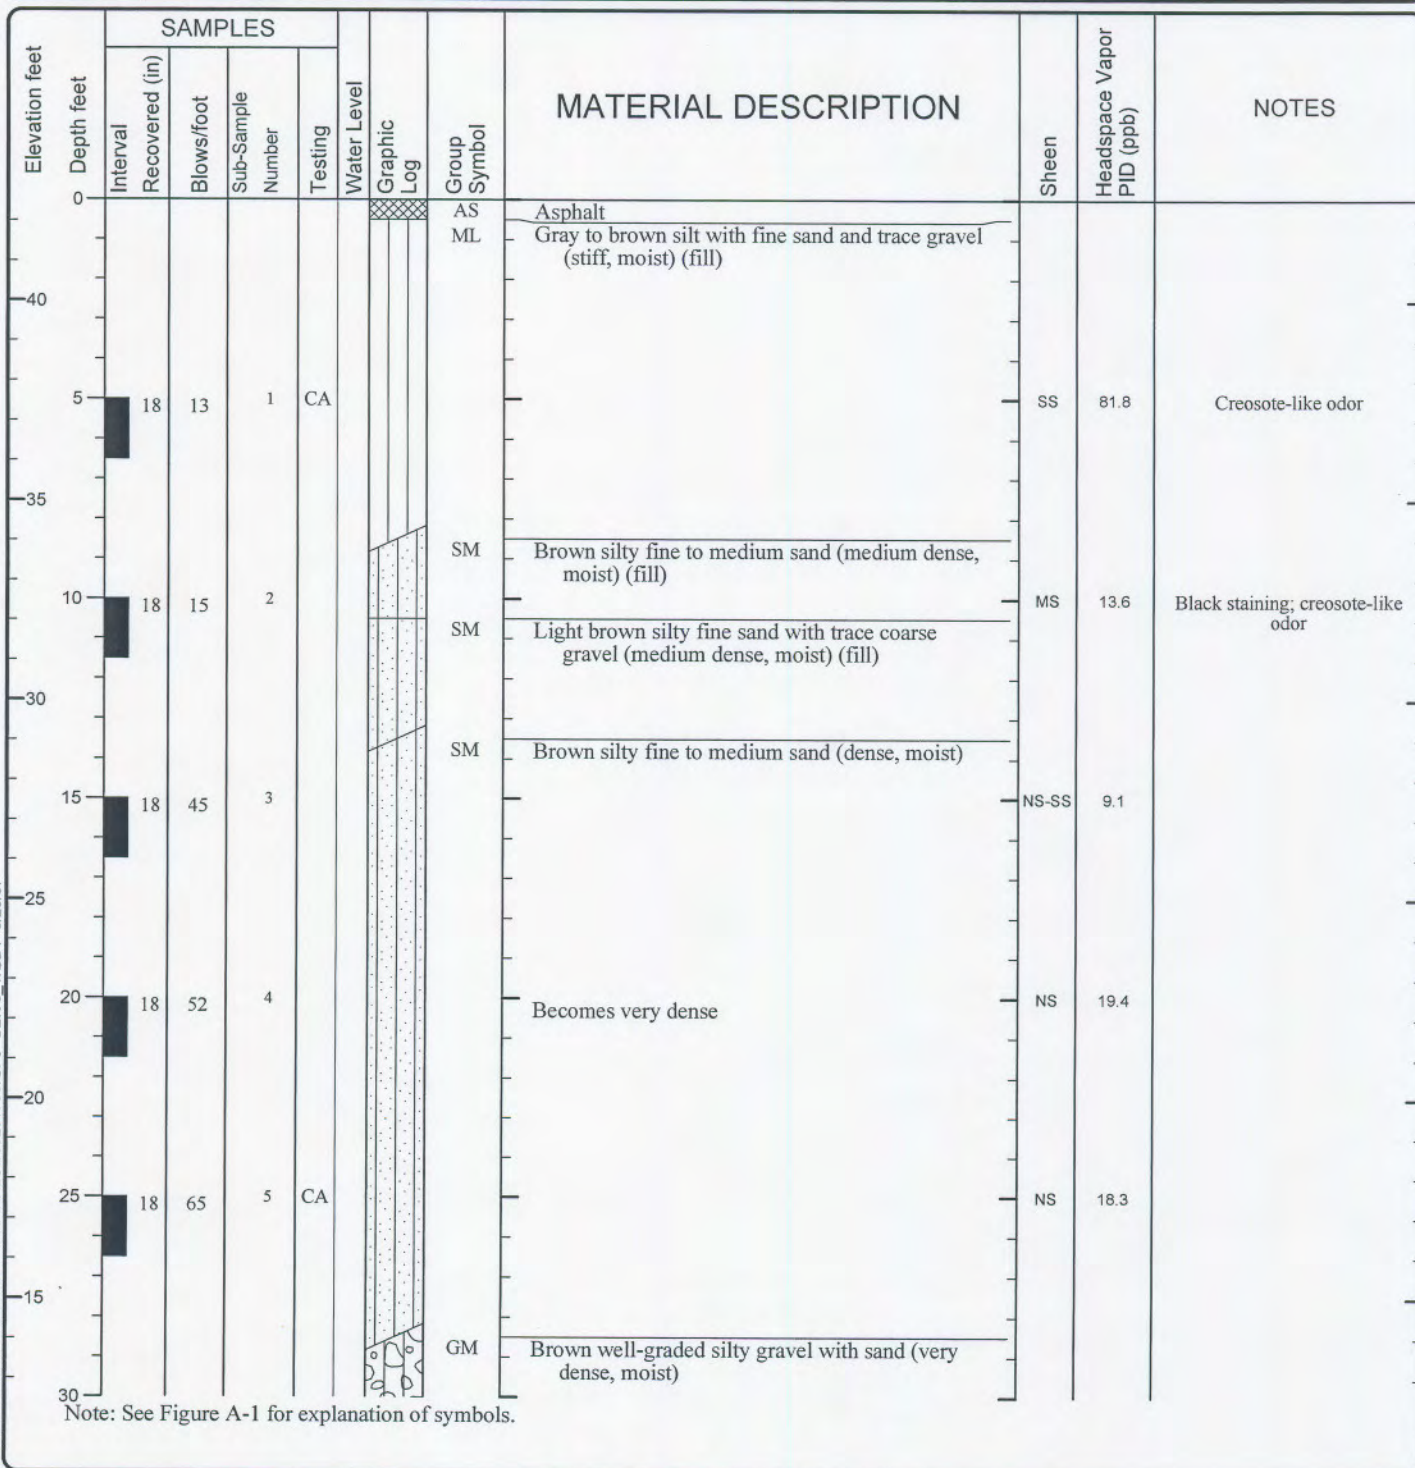 SAMPLES
Elevation feet
Depth feet
Interval
Recovered (in)
Blows/foot
Sub-Sample
Number
Testing
Water Level
Graphic
Log
Group
Symbol
MATERIAL DESCRIPTION
Sheen
Headspace Vapor
PID (ppb)
NOTES
0
AS
Asphalt
ML
Gray to brown silt with fine sand and trace gravel
(stiff, moist) (fill)
40
5
18
13
1
CA
SS
81.8
Creosote-like odor
35
SM
Brown silty fine to medium sand (medium dense,
moist) (fill)
10
18
15
2
MS
13.6
Black staining; creosote-like
odor
SM
Light brown silty fine sand with trace coarse
gravel (medium dense, moist) (fill)
30
SM
Brown silty fine to medium sand (dense, moist)
15
18
45
3
NS-SS
9.1
25
20
18
52
4
Becomes very dense
NS
19.4
20
25
18
65
5
CA
NS
18.3
15
GM
Brown well-graded silty gravel with sand (very
dense, moist)
30
Note: See Figure A-1 for explanation of symbols.